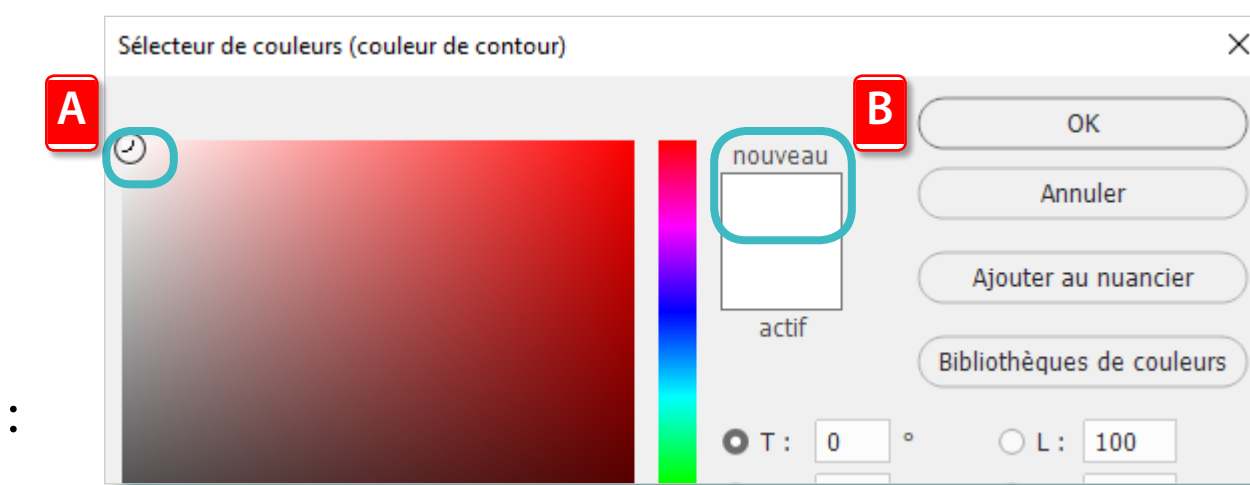 Sélecteur de couleurs (couleur de contour)
A
B
OK
nouveau
Annuler
Ajouter au nuancier
actif
Bibliothèques de couleurs
:
T : 0 °
L : 100